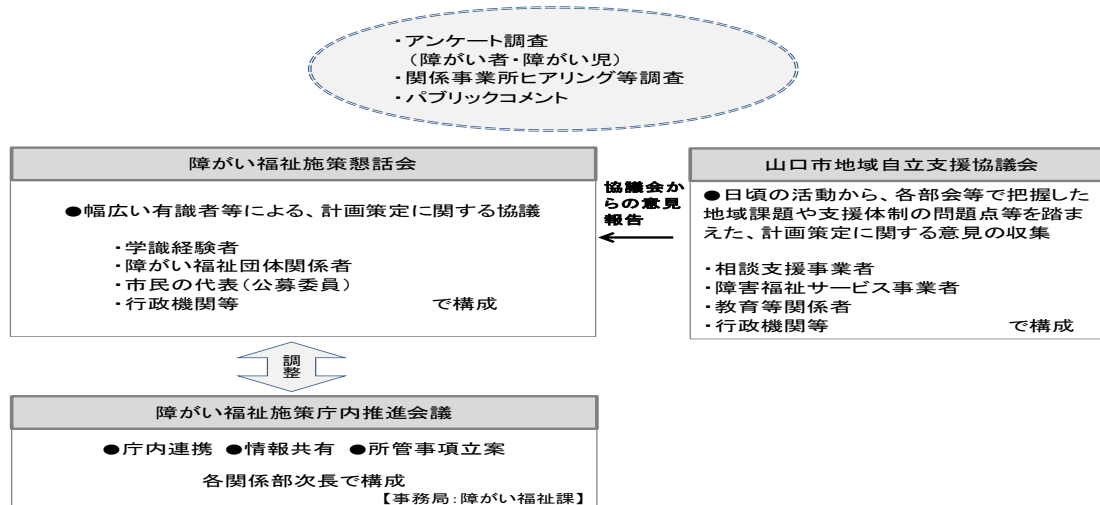 ・アンケート調査
（障がい者・障がい児）
・関係事業所ヒアリング等調査
・パブリックコメント
障がい福祉施策懇話会
●幅広い有識者等による、計画策定に関する協議
・学識経験者
・障がい福祉団体関係者
・市民の代表（公募委員）
・行政機関等　で構成
協議会か
らの意見
報告
山口市地域自立支援協議会
●日頃の活動から、各部会等で把握した
地域課題や支援体制の問題点等を踏ま
えた、計画策定に関する意見の収集
・相談支援事業者
・障害福祉サービス事業者
・教育等関係者
・行政機関等　で構成
調
整
障がい福祉施策庁内推進会議
●庁内連携 ●情報共有 ●所管事項立案
各関係部次長で構成
【事務局：障がい福祉課】